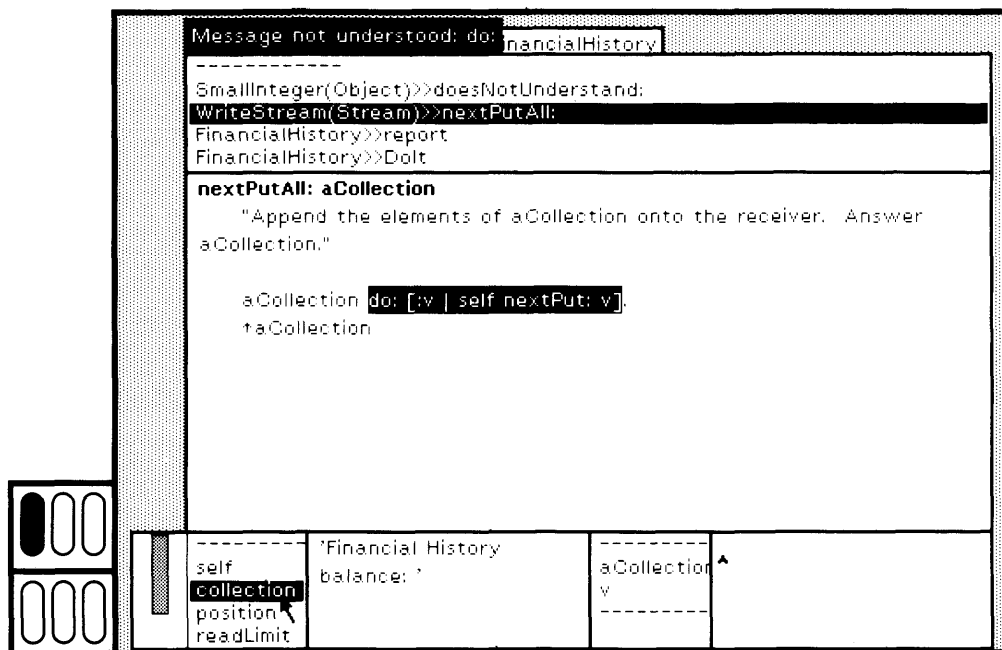 Message not understood: do:
inancialHistory
SmallInteger(Object)>>doesNotUnderstand:
WriteStream(Stream)>>nextPutAll:
FinancialHistory>>report
FinancialHistory>>DoIt
nextPutAll: aCollection
"Append the elements of aCollection onto the receiver. Answer
aCollection."
aCollection do: [:v | self nextPut: v].
↑aCollection
self
collection
position
readLimit
'Financial History
balance: '
aCollection
v